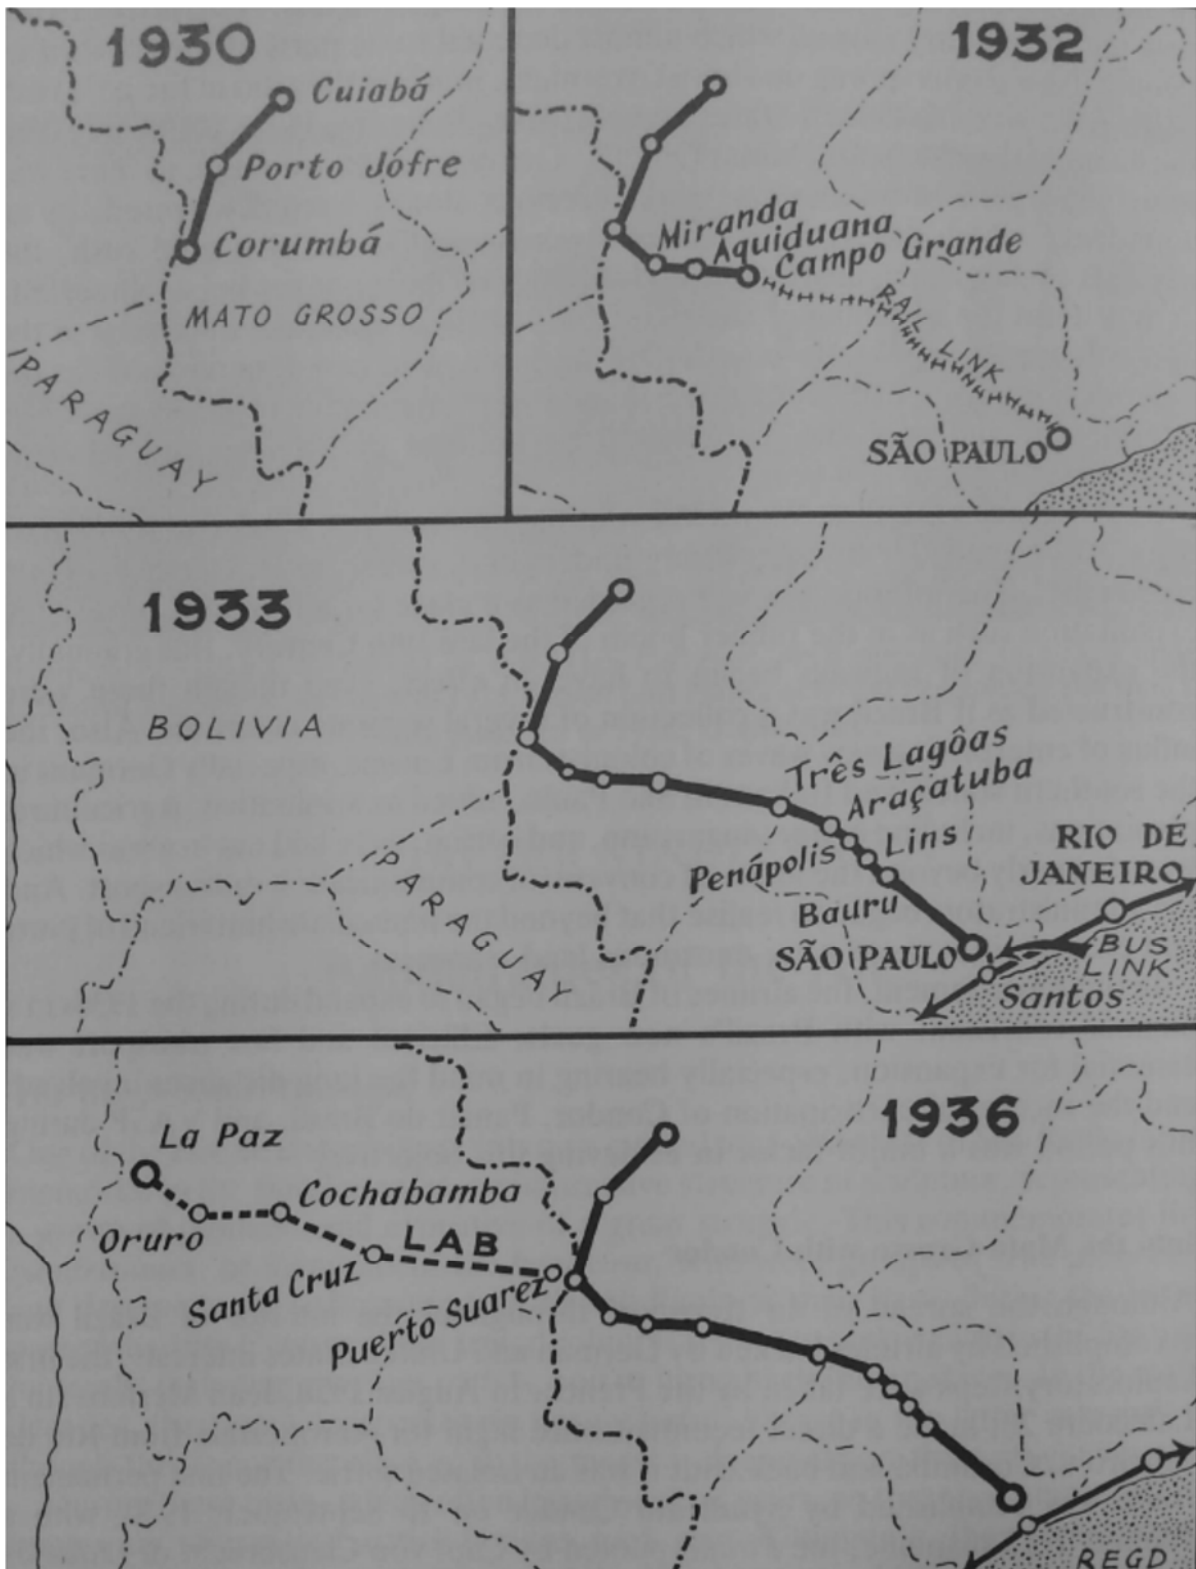 1930
Cuiabá
Porto Jófre
Corumbá
MATO GROSSO
PARAGUAY
1932
Miranda
Aquiduana
Campo Grande
RAIL LINK
SÃO PAULO
1933
BOLIVIA
PARAGUAY
Três Lagôas
Araçatuba
Penápolis
Lins
Bauru
SÃO PAULO
RIO DE
JANEIRO
BUS
LINK
Santos
1936
La Paz
Oruro
Cochabamba
LAB
Santa Cruz
Puerto Suarez
REGD